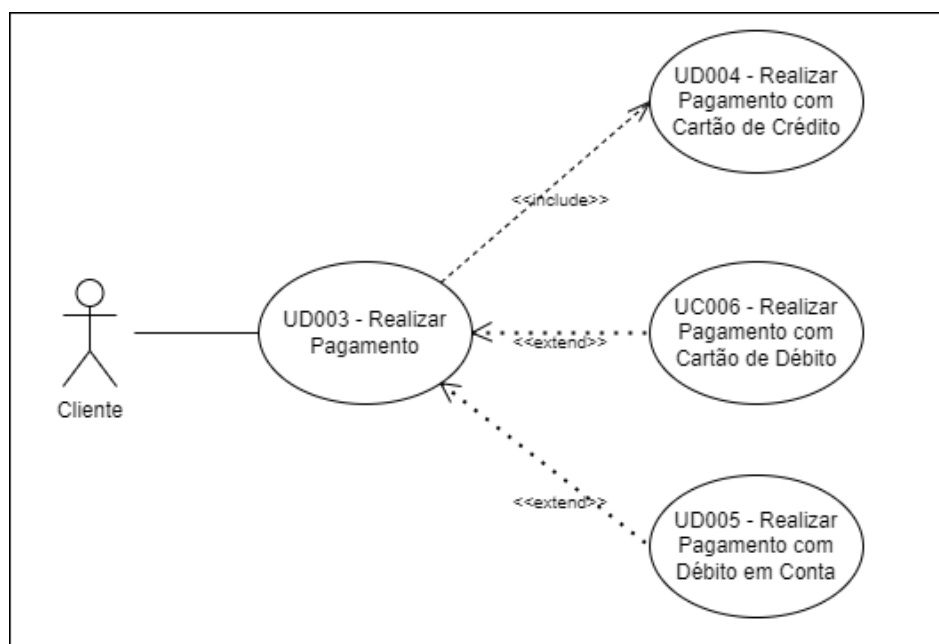 UD004 - Realizar
Pagamento com
Cartão de Crédito
<<include>>
UD003 - Realizar
Pagamento
UC006 - Realizar
Pagamento com
Cartão de Débito
<<extend>>
Cliente
<<extend>>
UD005 - Realizar
Pagamento com
Débito em Conta